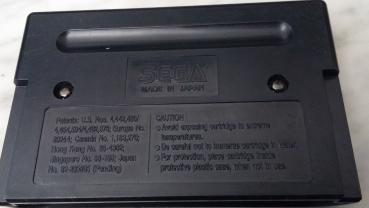 SEGA
MADE IN JAPAN
Patents: U.S. Nos. 4,442,486/
4,454,594/4,462,076; Europe No.
80244; Canada No. 1,183,276;
Hong Kong No. 88-4302;
Singapore No. 88-155; Japan
No. (Pending)
CAUTION
Avoid exposing cartridge to extreme
temperatures.
Be careful not to immerse cartridge in water.
For protection, place cartridge inside
protective plastic case, when not in use.